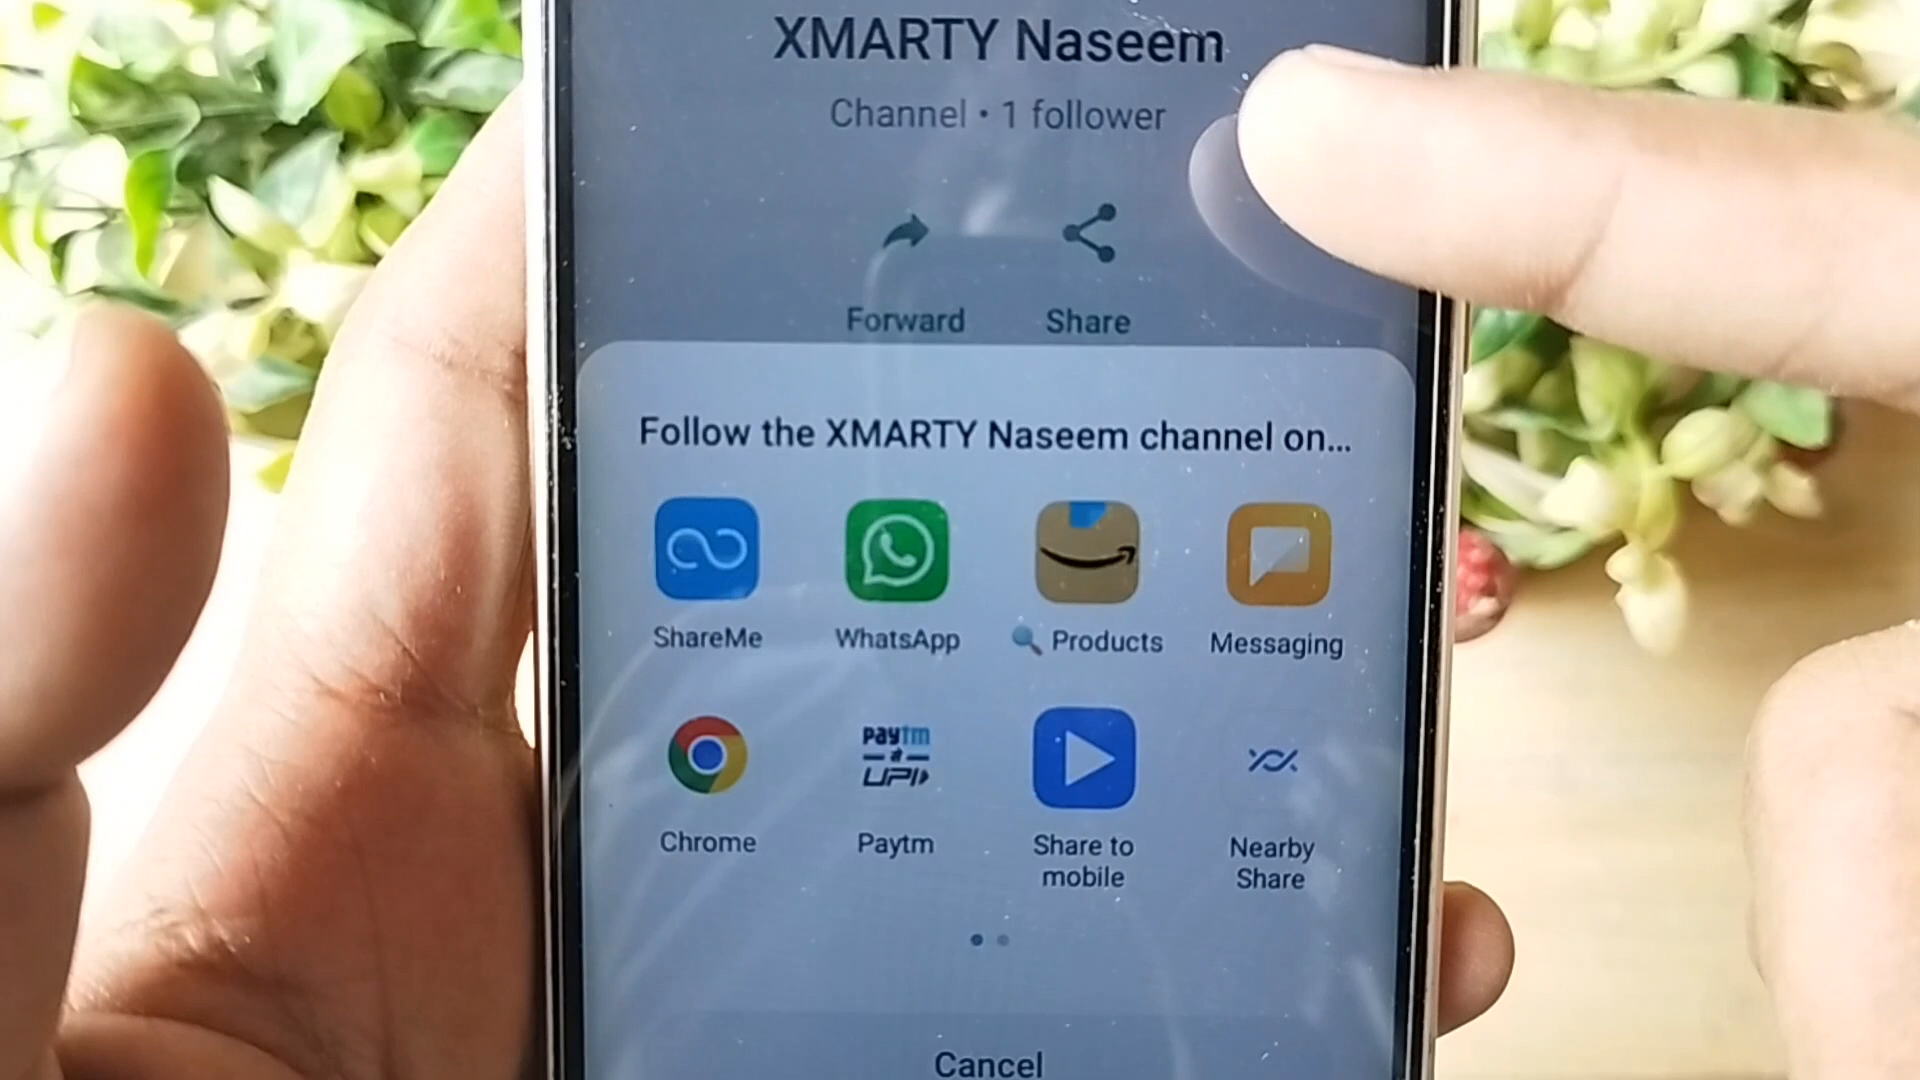 XMARTY Naseem
Channel • 1 follower
Forward Share
Follow the XMARTY Naseem channel on...
ShareMe WhatsApp 🔍 Products Messaging
paytm
UPI
Chrome Paytm Share to mobile Nearby Share
Cancel